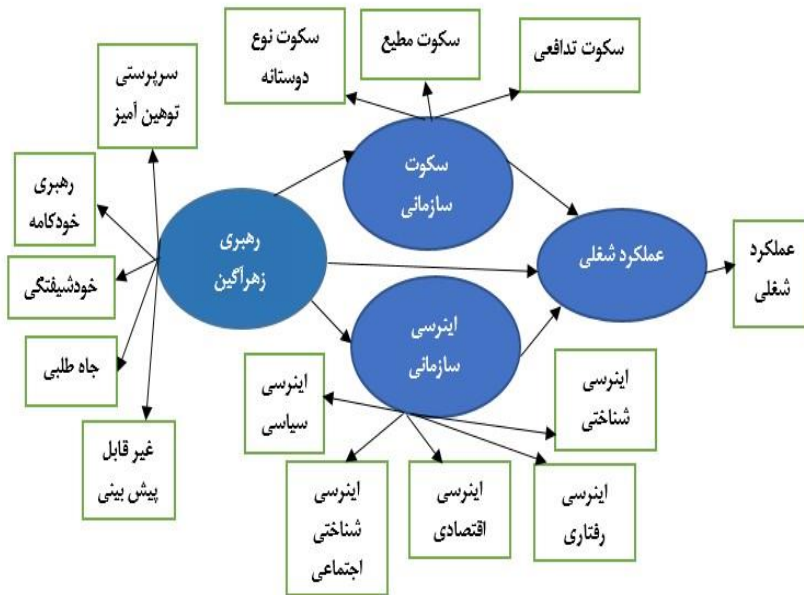 سکوت تدافعی
سکوت مطیع
سکوت نوع
دوستانه
سرپرستی
توهین آمیز
رهبری
خودکامه
خودشیفتگی
جاه طلبی
غیر قابل
پیش بینی
رهبری
زهرآگین
سکوت
سازمانی
اینرسی
سازمانی
عملکرد شغلی
عملکرد
شغلی
اینرسی
شناختی
اینرسی
سیاسی
اینرسی
رفتاری
اینرسی
اقتصادی
اینرسی
شناختی
اجتماعی